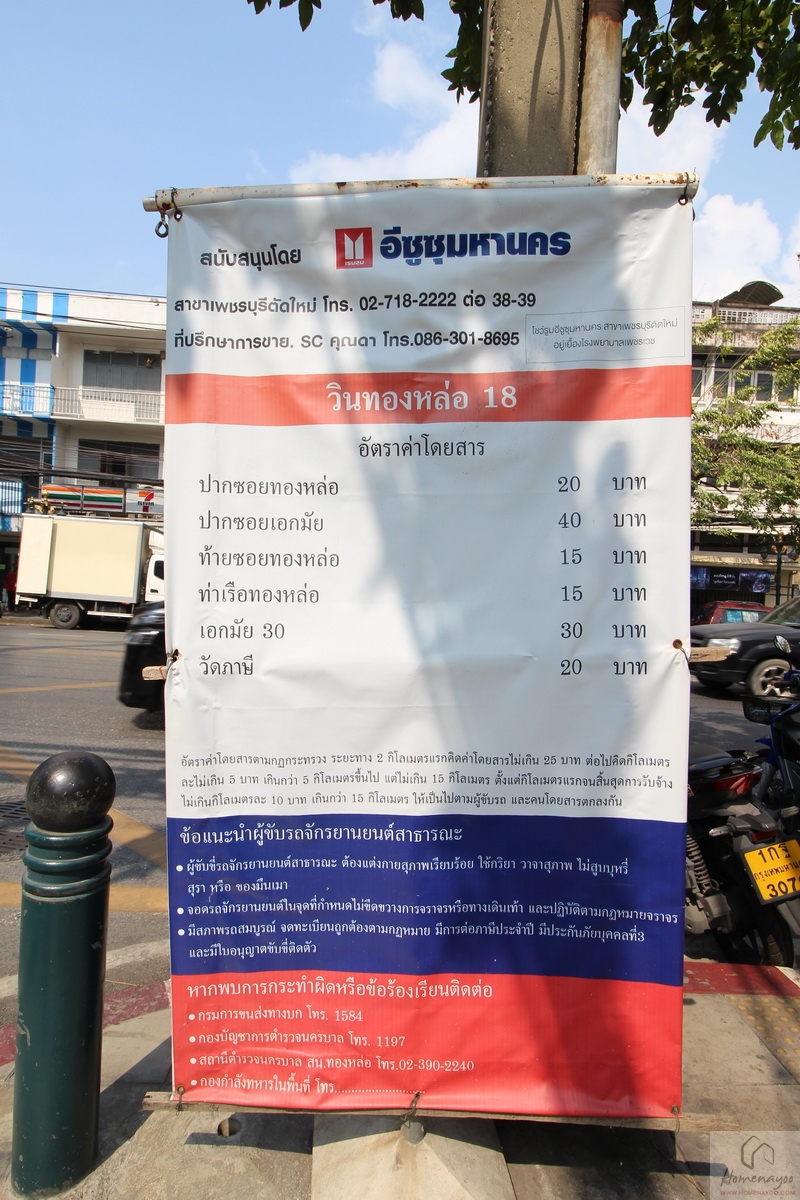 สนับสนุนโดย อีซูซุมหานคร
สาขาเพชรบุรีตัดใหม่ โทร. 02-718-2222 ต่อ 38-39
ที่ปรึกษาการขาย. SC คุณดา โทร.086-301-8695
โชว์รูมอีซูซุมหานคร สาขาเพชรบุรีตัดใหม่
อยู่เยื้องโรงพยาบาลเพชรเวช
วินทองหล่อ 18
อัตราค่าโดยสาร
ปากซอยทองหล่อ 20 บาท
ปากซอยเอกมัย 40 บาท
ท้ายซอยทองหล่อ 15 บาท
ท่าเรือทองหล่อ 15 บาท
เอกมัย 30 30 บาท
วัดภาษี 20 บาท
อัตราค่าโดยสารตามกฎกระทรวง ระยะทาง 2 กิโลเมตรแรกคิดค่าโดยสารไม่เกิน 25 บาท ต่อไปคิดกิโลเมตร
ละไม่เกิน 5 บาท เกินกว่า 5 กิโลเมตรขึ้นไป แต่ไม่เกิน 15 กิโลเมตร ตั้งแต่กิโลเมตรแรกจนสิ้นสุดการรับจ้าง
ไม่เกินกิโลเมตรละ 10 บาท เกินกว่า 15 กิโลเมตร ให้เป็นไปตามผู้ขับรถ และคนโดยสารตกลงกัน
ข้อแนะนำผู้ขับรถจักรยานยนต์สาธารณะ
• ผู้ขับขี่รถจักรยานยนต์สาธารณะ ต้องแต่งกายสุภาพเรียบร้อย ใช้กริยา วาจาสุภาพ ไม่สูบบุหรี่
สุรา หรือ ของมึนเมา
• จอดรถจักรยานยนต์ในจุดที่กำหนดไม่ขีดขวางการจราจรหรือทางเดินเท้า และปฏิบัติตามกฎหมายจราจร
• มีสภาพรถสมบูรณ์ จดทะเบียนถูกต้องตามกฎหมาย มีการต่อภาษีประจำปี มีประกันภัยบุคคลที่3
และมีใบอนุญาตขับขี่ติดตัว
หากพบการกระทำผิดหรือข้อร้องเรียนติดต่อ
• กรมการขนส่งทางบก โทร. 1584
• กองบัญชาการตำรวจนครบาล โทร. 1197
• สถานีตำรวจนครบาล สน.ทองหล่อ โทร.02-390-2240
• กองกำลังทหารในพื้นที่ โทร.......................
1กร
กรุงเทพมหาน
307
Homenayoo